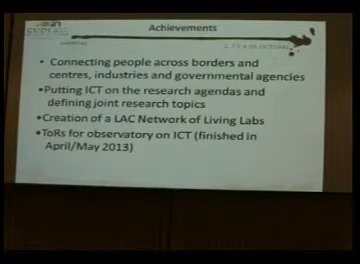 Achievements
CUDI
• Connecting people across borders and
centres, industries and governmental agencies
•Putting ICT on the research agendas and
defining joint research topics
•Creation of a LAC Network of Living Labs
•ToRs for observatory on ICT (finished in
April/May 2013)